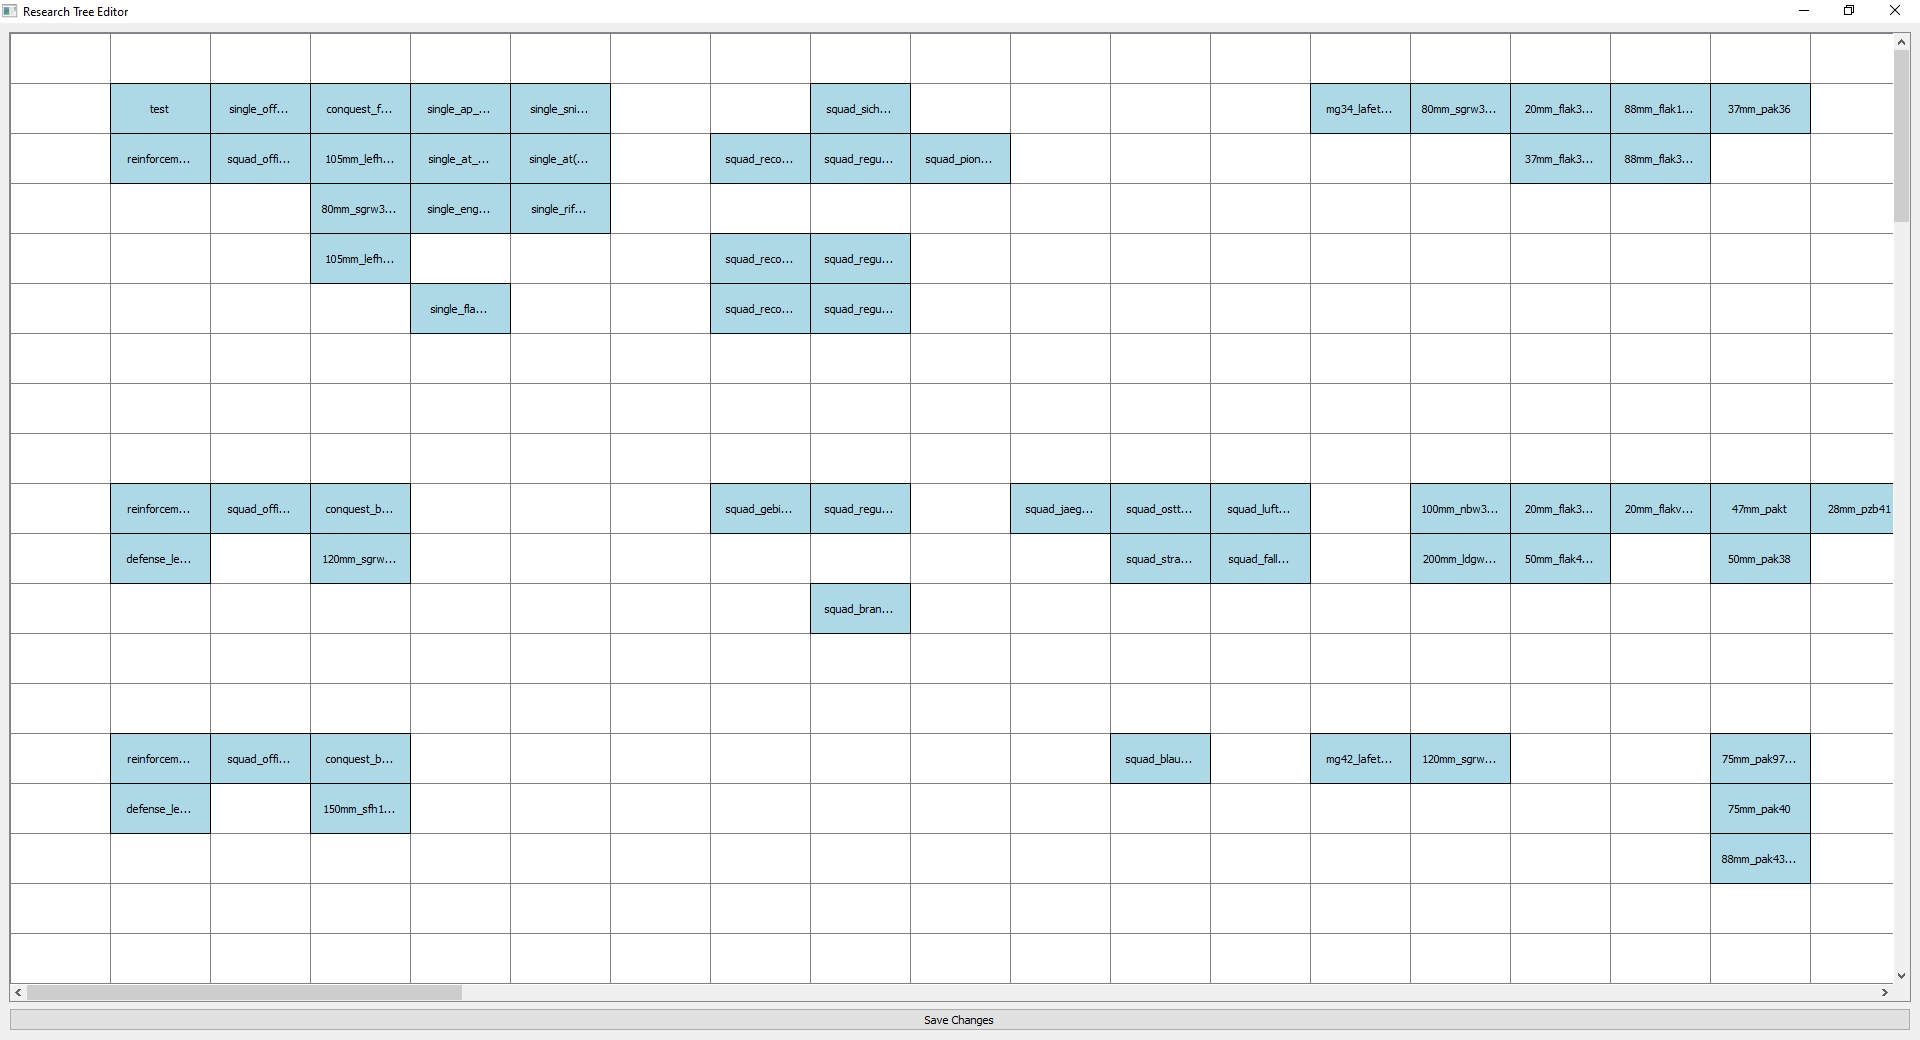 Research Tree Editor
test single_off... conquest_f... single_ap_... single_sni... squad_sich... mg34_lafet... 80mm_sgrw3... 20mm_flak3... 88mm_flak1... 37mm_pak36
reinforcem... squad_offi... 105mm_lefh... single_at_... single_at(... squad_reco... squad_regu... squad_pion... 37mm_flak3... 88mm_flak3...
80mm_sgrw3... single_eng... single_rif...
105mm_lefh... squad_reco... squad_regu...
single_fla... squad_reco... squad_regu...
reinforcem... squad_offi... conquest_b... squad_gebi... squad_regu... squad_jaeg... squad_ostt... squad_luft... 100mm_nbw3... 20mm_flak3... 20mm_flakv... 47mm_pakt 28mm_pzb41
defense_le... 120mm_sgrw... squad_stra... squad_fall... 200mm_ldgw... 50mm_flak4... 50mm_pak38
squad_bran...
reinforcem... squad_offi... conquest_b... squad_blau... mg42_lafet... 120mm_sgrw... 75mm_pak97...
defense_le... 150mm_sfh1... 75mm_pak40
88mm_pak43...
Save Changes